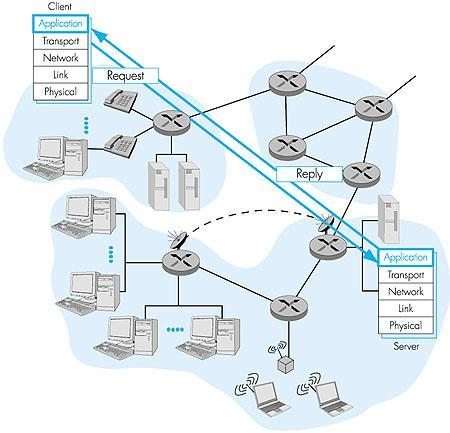 Client
Application
Transport
Network
Link
Physical
Request
Reply
Application
Transport
Network
Link
Physical
Server